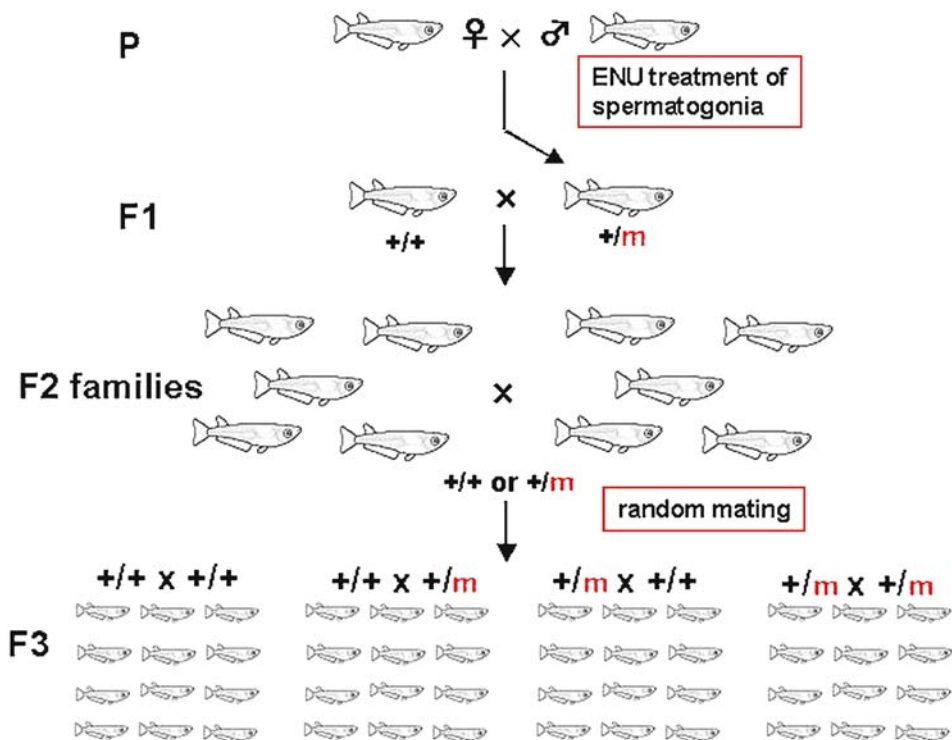 P
♀ × ♂
ENU treatment of
spermatogonia
F1
×
+/+
+/m
F2 families
×
+/+ or +/m
random mating
+/+ x +/+
+/+ x +/m
+/m x +/+
+/m x +/m
F3